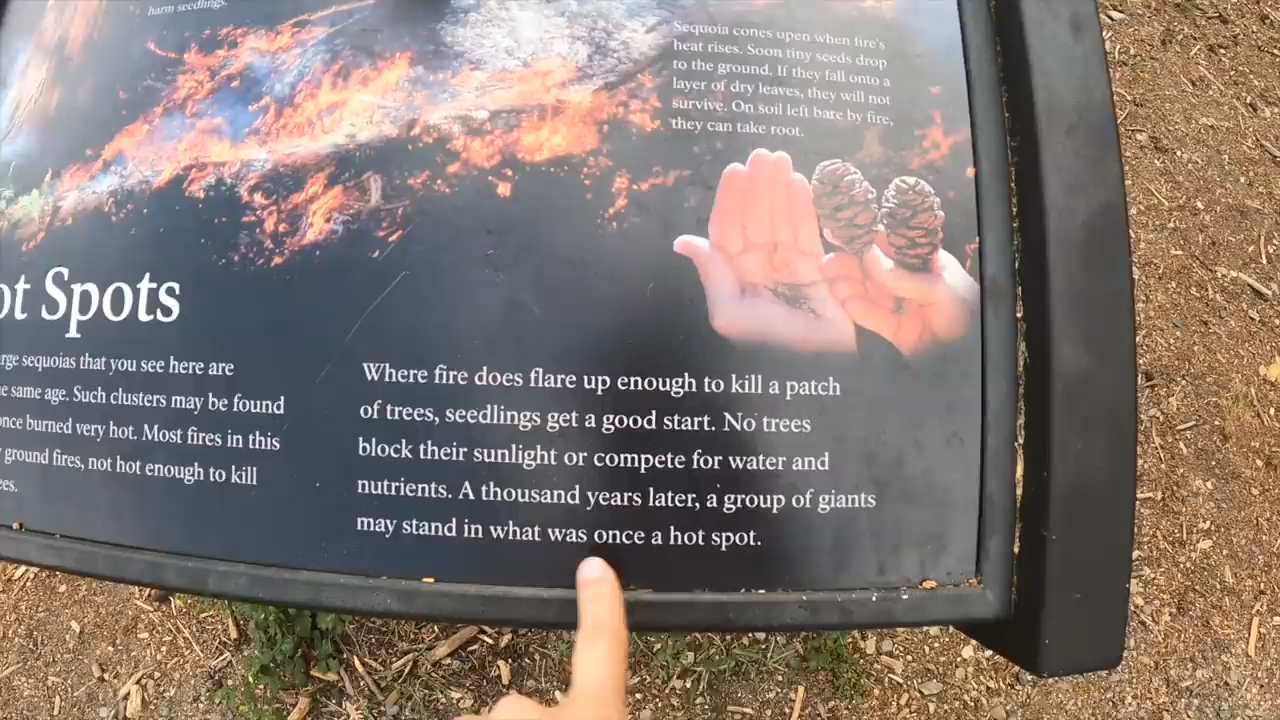 harm seedlings.
Sequoia cones open when fire's
heat rises. Soon tiny seeds drop
to the ground. If they fall onto a
layer of dry leaves, they will not
survive. On soil left bare by fire,
they can take root.
ot Spots
rge sequoias that you see here are
e same age. Such clusters may be found
once burned very hot. Most fires in this
ground fires, not hot enough to kill
ees.
Where fire does flare up enough to kill a patch
of trees, seedlings get a good start. No trees
block their sunlight or compete for water and
nutrients. A thousand years later, a group of giants
may stand in what was once a hot spot.